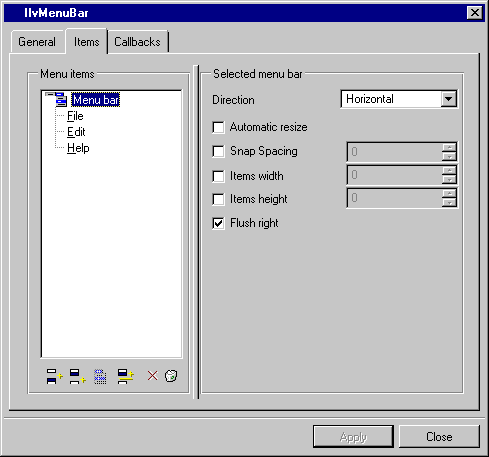 IlvMenuBar
General Items Callbacks
Menu items
Menu bar
File
Edit
Help
Selected menu bar
Direction Horizontal
Automatic resize
Snap Spacing 0
Items width 0
Items height 0
Flush right
Apply Close